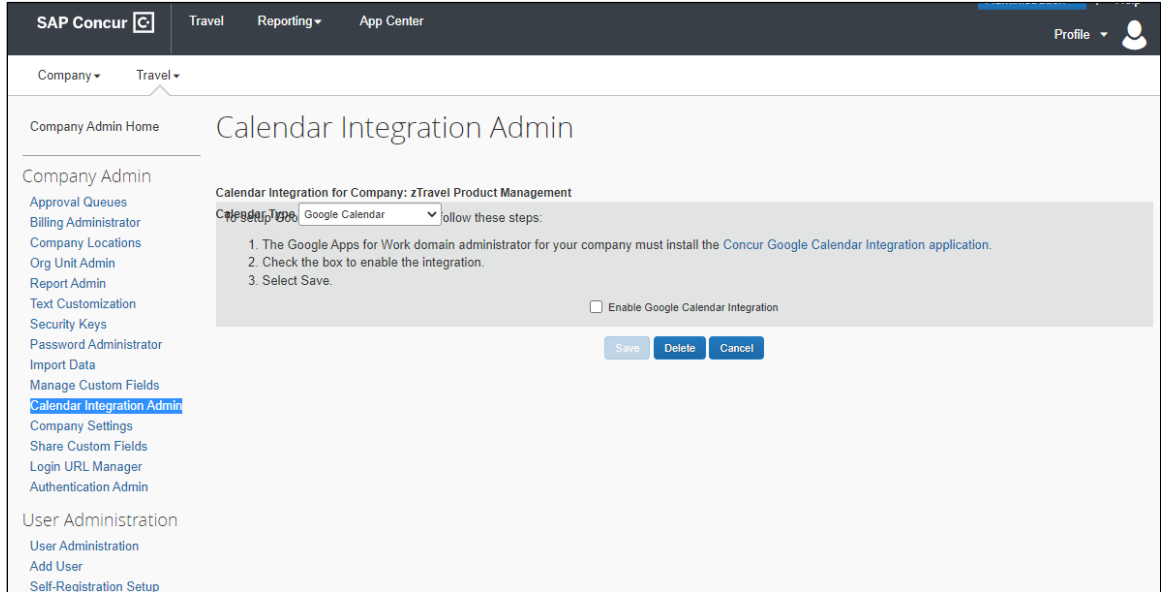 SAP Concur C
Travel Reporting App Center
Profile
Company Travel
Company Admin Home
Calendar Integration Admin
Company Admin
Approval Queues
Billing Administrator
Company Locations
Org Unit Admin
Report Admin
Text Customization
Security Keys
Password Administrator
Import Data
Manage Custom Fields
Calendar Integration Admin
Company Settings
Share Custom Fields
Login URL Manager
Authentication Admin
User Administration
User Administration
Add User
Self-Registration Setup
Calendar Integration for Company: zTravel Product Management
Calendar Type Google Calendar
To setup follow these steps:
1. The Google Apps for Work domain administrator for your company must install the Concur Google Calendar Integration application.
2. Check the box to enable the integration.
3. Select Save.
Enable Google Calendar Integration
Save Delete Cancel